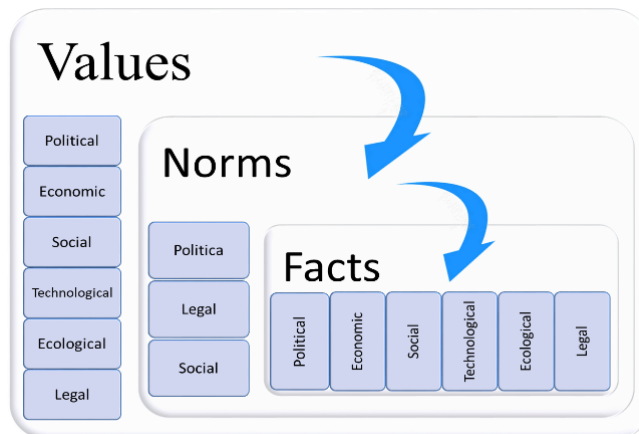 Values
Political
Economic
Social
Technological
Ecological
Legal
Norms
Politica
Legal
Social
Facts
Political
Economic
Social
Technological
Ecological
Legal